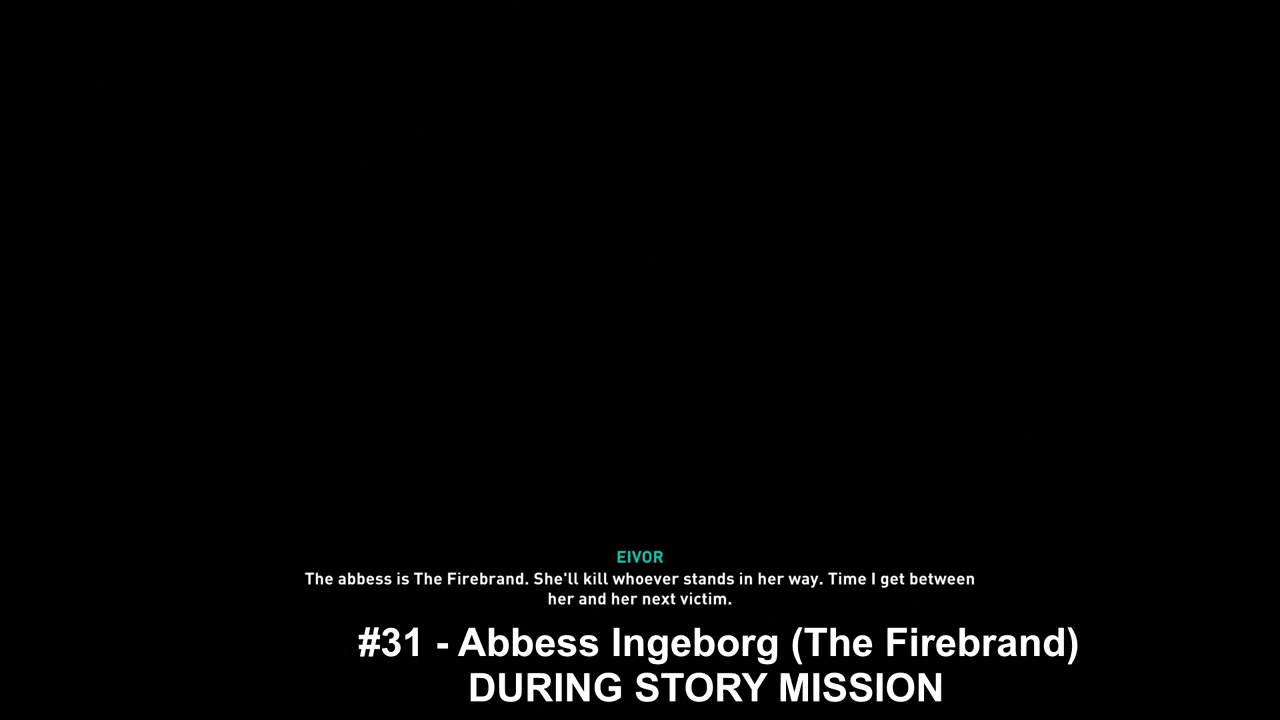 EIVOR
The abbess is The Firebrand. She'll kill whoever stands in her way. Time I get between
her and her next victim.
#31 - Abbess Ingeborg (The Firebrand)
DURING STORY MISSION